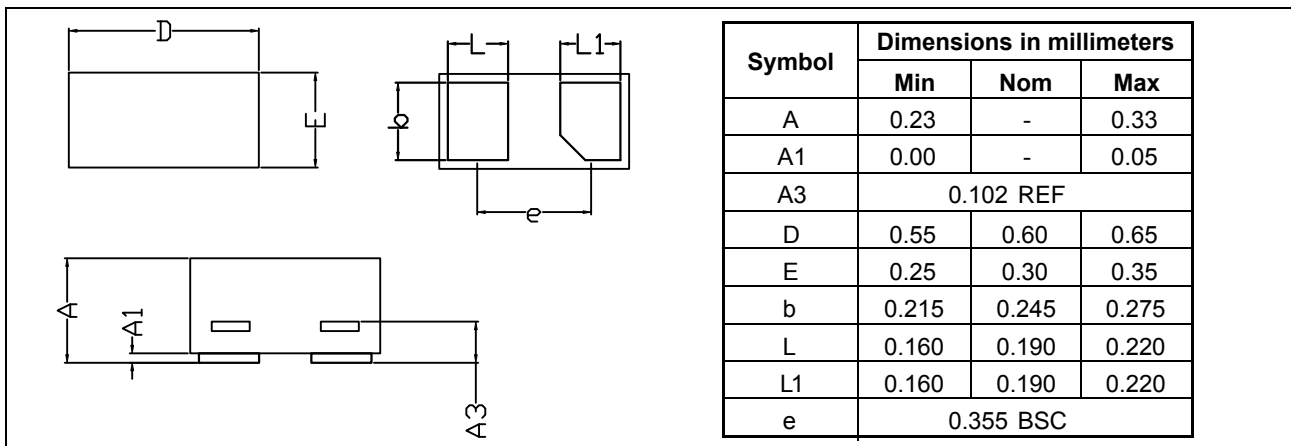 D
E
L
L1
b
e
A
A1
A3
Symbol Dimensions in millimeters
Min Nom Max
A 0.23 - 0.33
A1 0.00 - 0.05
A3 0.102 REF
D 0.55 0.60 0.65
E 0.25 0.30 0.35
b 0.215 0.245 0.275
L 0.160 0.190 0.220
L1 0.160 0.190 0.220
e 0.355 BSC